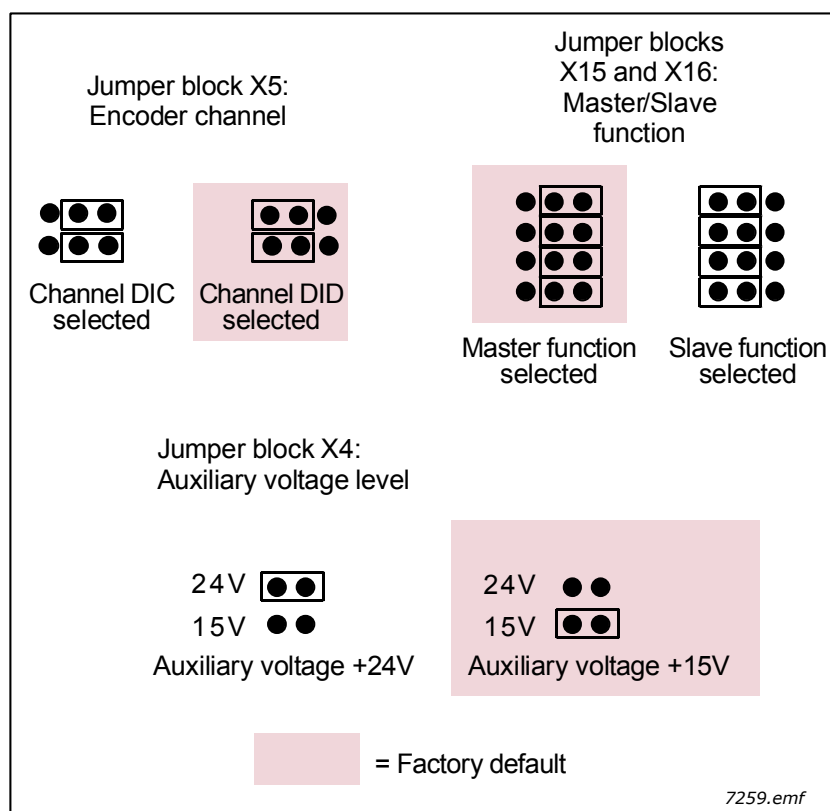 Jumper block X5:
Encoder channel
Jumper blocks
X15 and X16:
Master/Slave
function
Channel DIC
selected
Channel DID
selected
Master function
selected
Slave function
selected
Jumper block X4:
Auxiliary voltage level
24V
15V
Auxiliary voltage +24V
24V
15V
Auxiliary voltage +15V
= Factory default
7259.emf